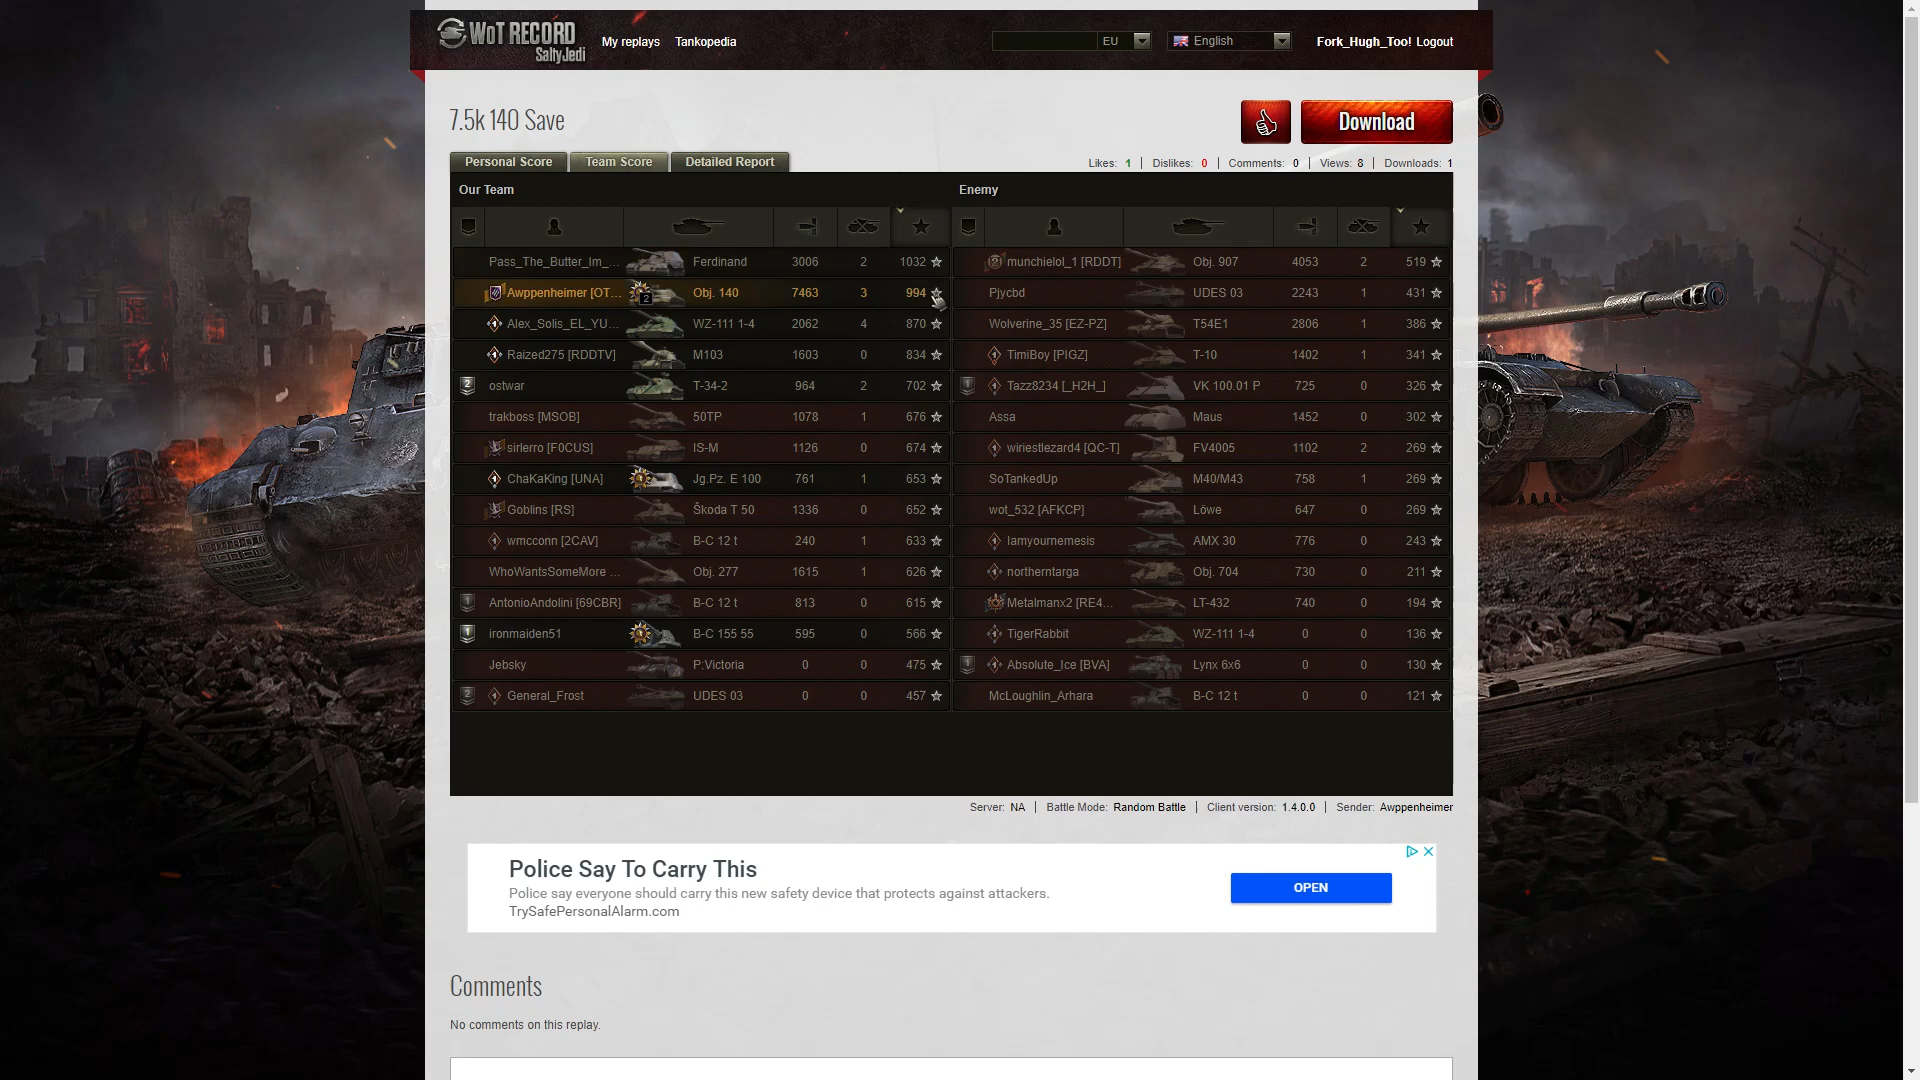 WoT RECORD
SaltyJedi
My replays Tankopedia
EU English Fork_Hugh_Too! Logout
7.5k 140 Save
Download
Personal Score Team Score Detailed Report
Likes: 1 | Dislikes: 0 | Comments: 0 | Views: 8 | Downloads: 1
Our Team Enemy
Pass_The_Butter_Im_... Ferdinand 3006 2 1032 munchielol_1 [RDDT] Obj. 907 4053 2 519
Awppenheimer [OT... 2 Obj. 140 7463 3 994 Pjycbd UDES 03 2243 1 431
Alex_Solis_EL_YU... WZ-111 1-4 2062 4 870 Wolverine_35 [EZ-PZ] T54E1 2806 1 386
Raized275 [RDDTV] M103 1603 0 834 TimiBoy [PIGZ] T-10 1402 1 341
2 ostwar T-34-2 964 2 702 1 Tazz8234 [_H2H_] VK 100.01 P 725 0 326
trakboss [MSOB] 50TP 1078 1 676 Assa Maus 1452 0 302
sirlerro [F0CUS] IS-M 1126 0 674 wiriestlezard4 [QC-T] FV4005 1102 2 269
ChaKaKing [UNA] Jg.Pz. E 100 761 1 653 SoTankedUp M40/M43 758 1 269
Goblins [RS] Škoda T 50 1336 0 652 wot_532 [AFKCP] Löwe 647 0 269
wmcconn [2CAV] B-C 12 t 240 1 633 Iamyournemesis AMX 30 776 0 243
WhoWantsSomeMore ... Obj. 277 1615 1 626 northerntarga Obj. 704 730 0 211
1 AntonioAndolini [69CBR] B-C 12 t 813 0 615 Metalmanx2 [RE4... LT-432 740 0 194
1 ironmaiden51 B-C 155 55 595 0 566 TigerRabbit WZ-111 1-4 0 0 136
Jebsky P:Victoria 0 0 475 1 Absolute_Ice [BVA] Lynx 6x6 0 0 130
2 General_Frost UDES 03 0 0 457 McLoughlin_Arhara B-C 12 t 0 0 121
Server: NA | Battle Mode: Random Battle | Client version: 1.4.0.0 | Sender: Awppenheimer
Police Say To Carry This
Police say everyone should carry this new safety device that protects against attackers.
TrySafePersonalAlarm.com
OPEN
Comments
No comments on this replay.